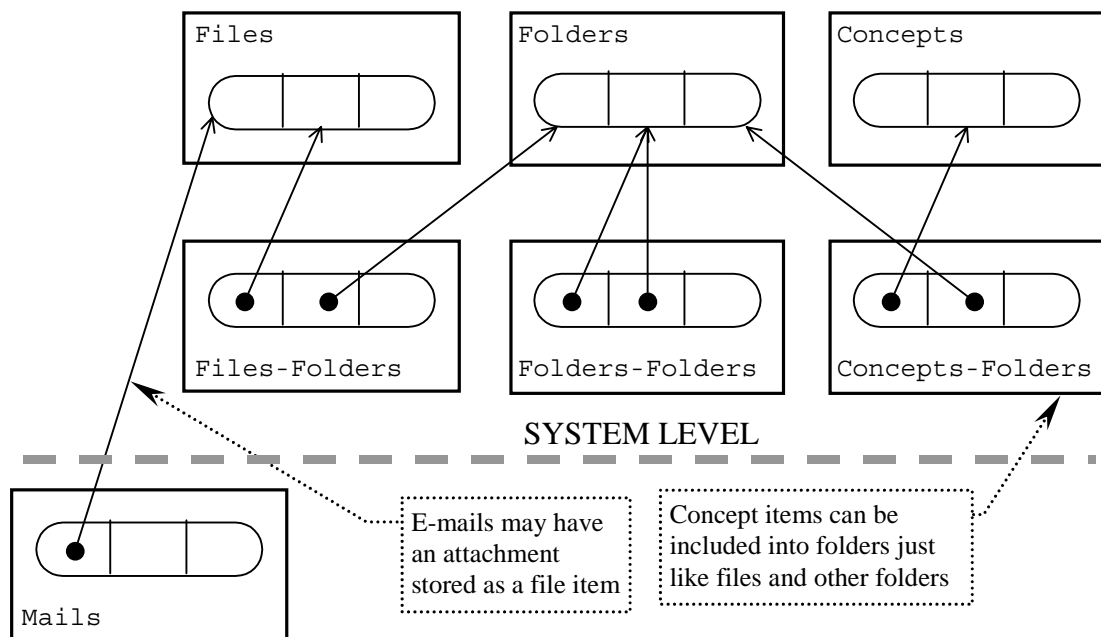 Files
Folders
Concepts
Files-Folders
Folders-Folders
Concepts-Folders
SYSTEM LEVEL
E-mails may have
an attachment
stored as a file item
Concept items can be
included into folders just
like files and other folders
Mails